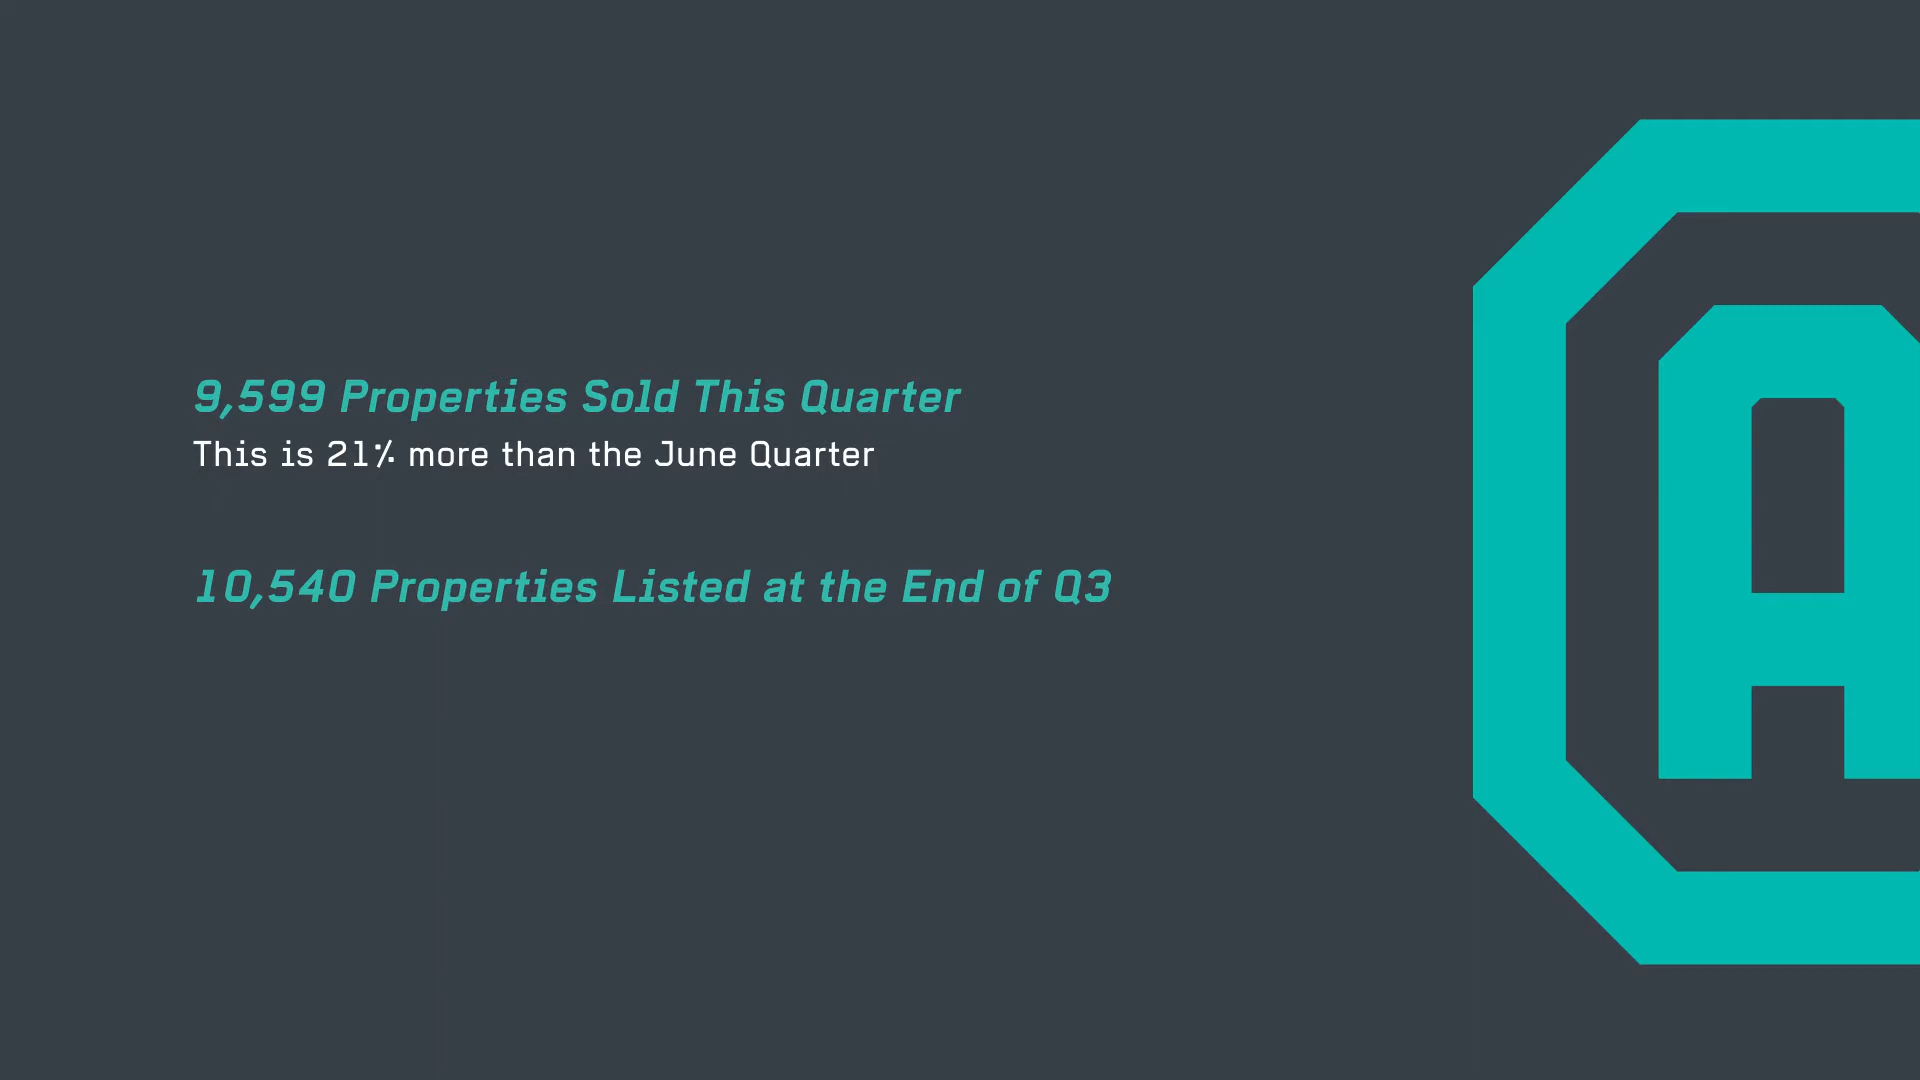 9,599 Properties Sold This Quarter
This is 21% more than the June Quarter
10,540 Properties Listed at the End of Q3
A